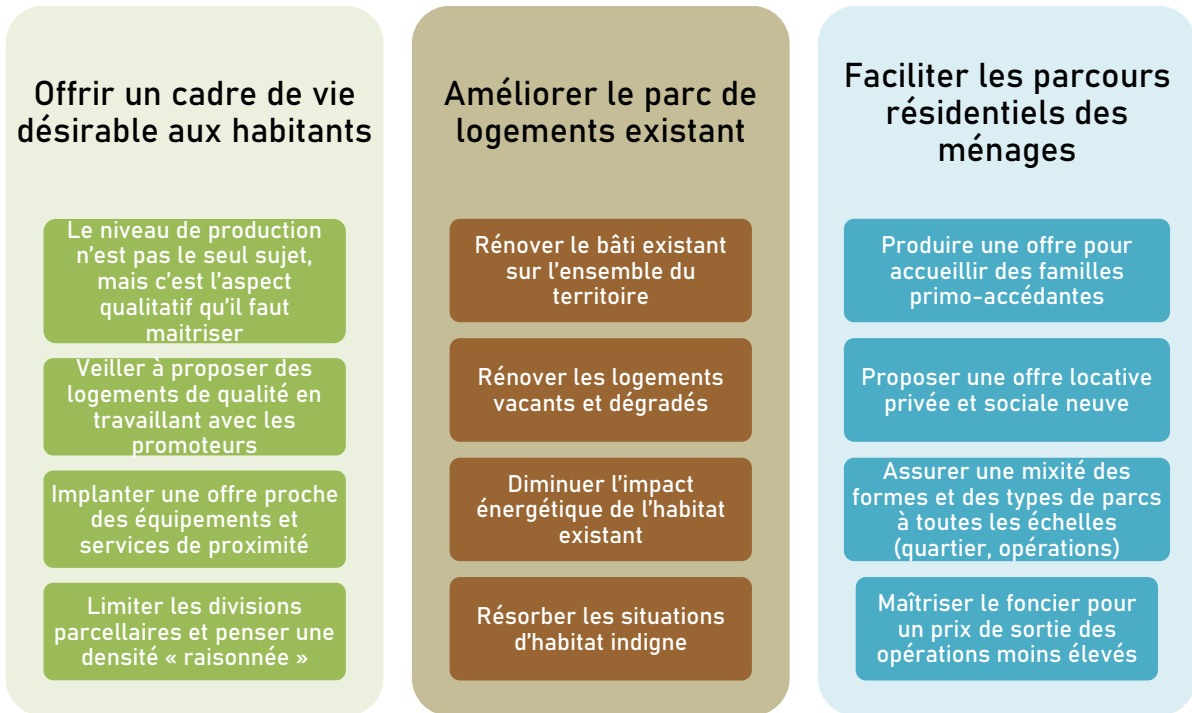 Offrir un cadre de vie
désirable aux habitants
Le niveau de production
n'est pas le seul sujet,
mais c'est l'aspect
qualitatif qu'il faut
maitriser
Veiller à proposer des
logements de qualité en
travaillant avec les
promoteurs
Implanter une offre proche
des équipements et
services de proximité
Limiter les divisions
parcellaires et penser une
densité « raisonnée »
Améliorer le parc de
logements existant
Rénover le bâti existant
sur l'ensemble du
territoire
Rénover les logements
vacants et dégradés
Diminuer l'impact
énergétique de l'habitat
existant
Résorber les situations
d'habitat indigne
Faciliter les parcours
résidentiels des
ménages
Produire une offre pour
accueillir des familles
primo-accédantes
Proposer une offre locative
privée et sociale neuve
Assurer une mixité des
formes et des types de parcs
à toutes les échelles
(quartier, opérations)
Maîtriser le foncier pour
un prix de sortie des
opérations moins élevés